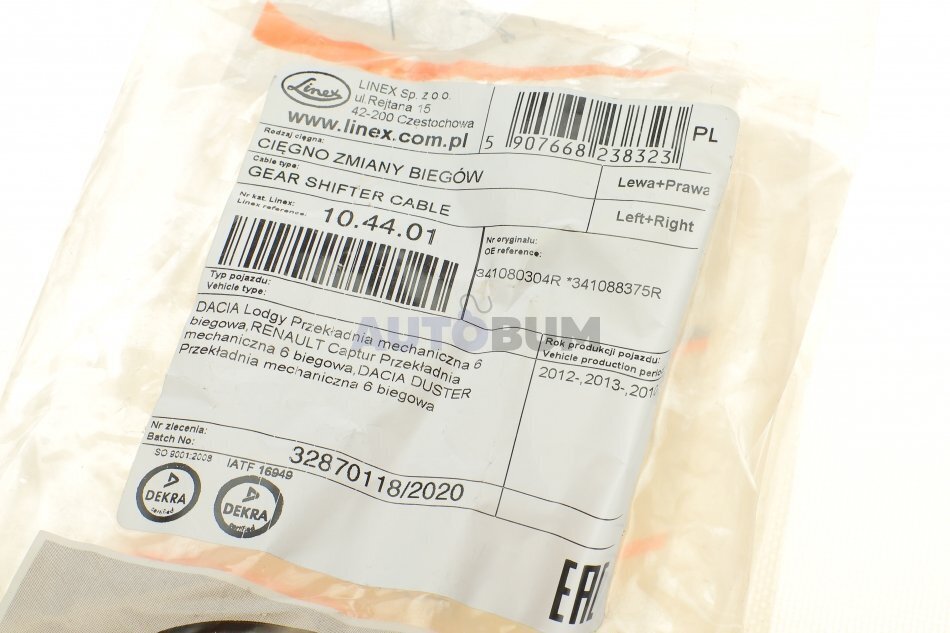 Linex
LINEX Sp. z o o.
ul.Rejtana 15
42-200 Częstochowa
www.linex.com.pl
5 907668 238323
PL
Rodzaj cięgna:
CIĘGNO ZMIANY BIEGÓW
Lewa+Prawa
Cable type:
GEAR SHIFTER CABLE
Left+Right
Nr kat. Linex:
Linex reference:
10.44.01
Nr oryginału:
OE reference:
341080304R *341088375R
Typ pojazdu:
Vehicle type:
DACIA Lodgy Przekładnia mechaniczna 6
biegowa,RENAULT Captur Przekładnia
mechaniczna 6 biegowa,DACIA DUSTER
Przekładnia mechaniczna 6 biegowa
Rok produkcji pojazdu:
Vehicle production
2012-,2013-,
AUTOBUM
Nr zlecenia:
Batch No:
32870118/2020
SO 9001:2008
IATF 16949
DEKRA
certified
DEKRA
certified
EAC